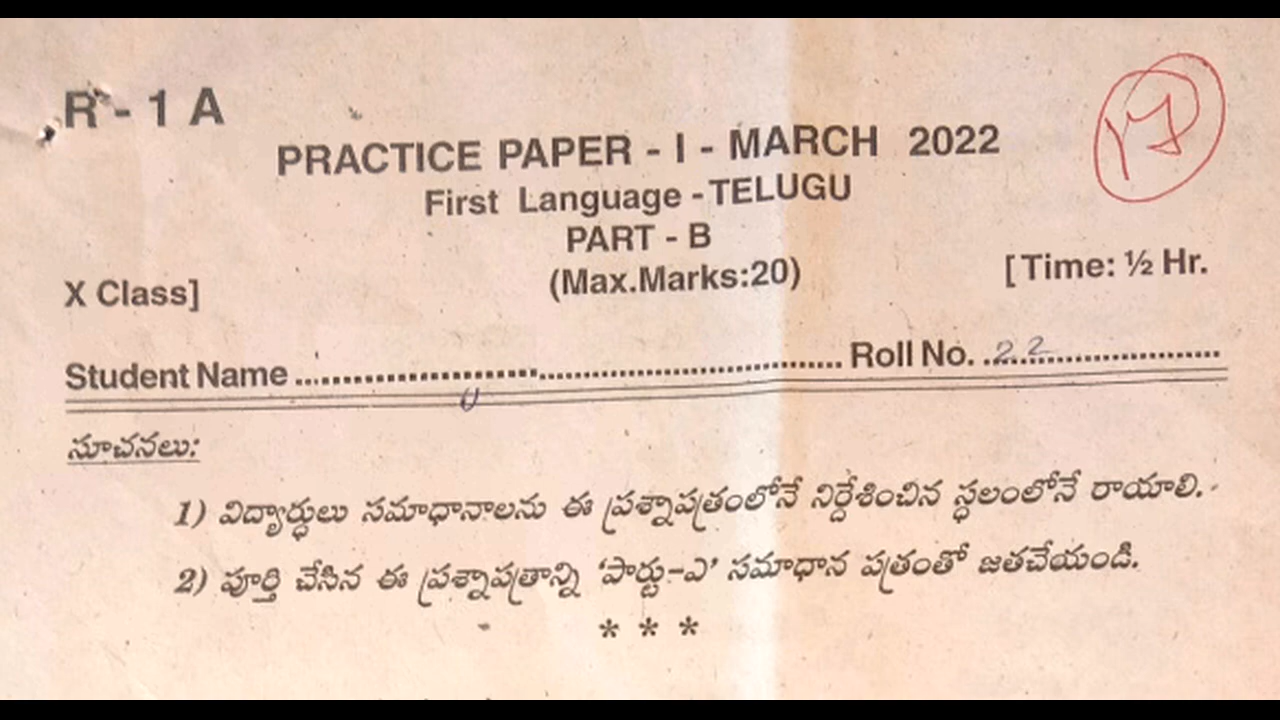 R - 1 A
PRACTICE PAPER - I - MARCH 2022
First Language - TELUGU
PART - B
X Class] (Max.Marks:20) [Time: ½ Hr.
Student Name ............................................................ Roll No. ..22......................
సూచనలు:
1) విద్యార్థులు సమాధానాలను ఈ ప్రశ్నాపత్రంలోనే నిర్దేశించిన స్థలంలోనే రాయాలి.
2) పూర్తి చేసిన ఈ ప్రశ్నాపత్రాన్ని ‘పార్టు-ఎ’ సమాధాన పత్రంతో జతచేయండి.
* * *